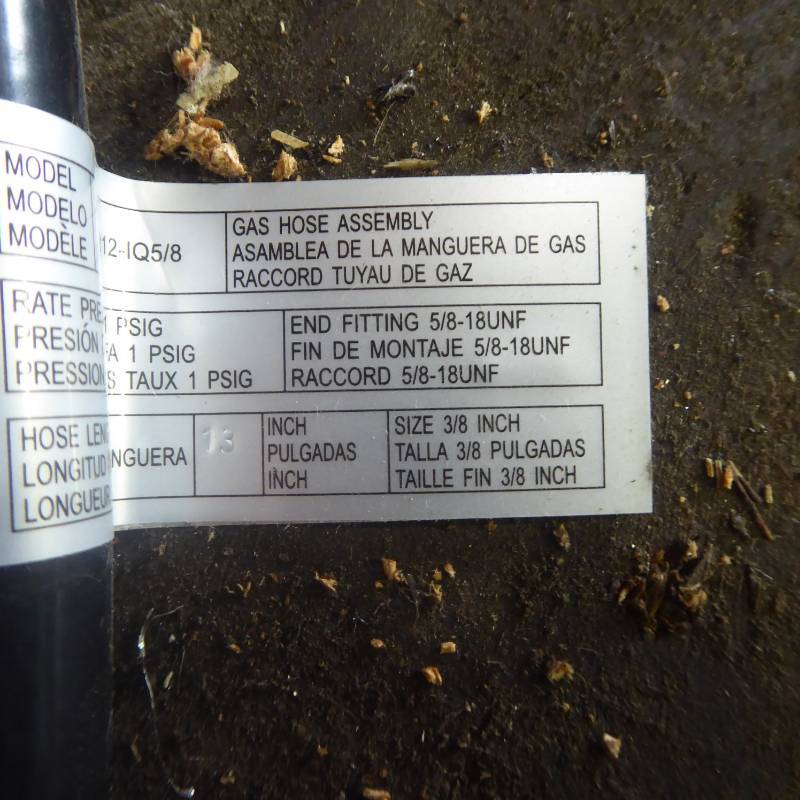 MODEL
MODELO
MODÈLE
12-IQ5/8
GAS HOSE ASSEMBLY
ASAMBLEA DE LA MANGUERA DE GAS
RACCORD TUYAU DE GAZ
RATE
PSIG
PRESIÓN
1 PSIG
PRESSION
TAUX 1 PSIG
END FITTING 5/8-18UNF
FIN DE MONTAJE 5/8-18UNF
RACCORD 5/8-18UNF
HOSE
LONGITUD
NGUERA
LONGUEUR
13
INCH
PULGADAS
INCH
SIZE 3/8 INCH
TALLA 3/8 PULGADAS
TAILLE FIN 3/8 INCH